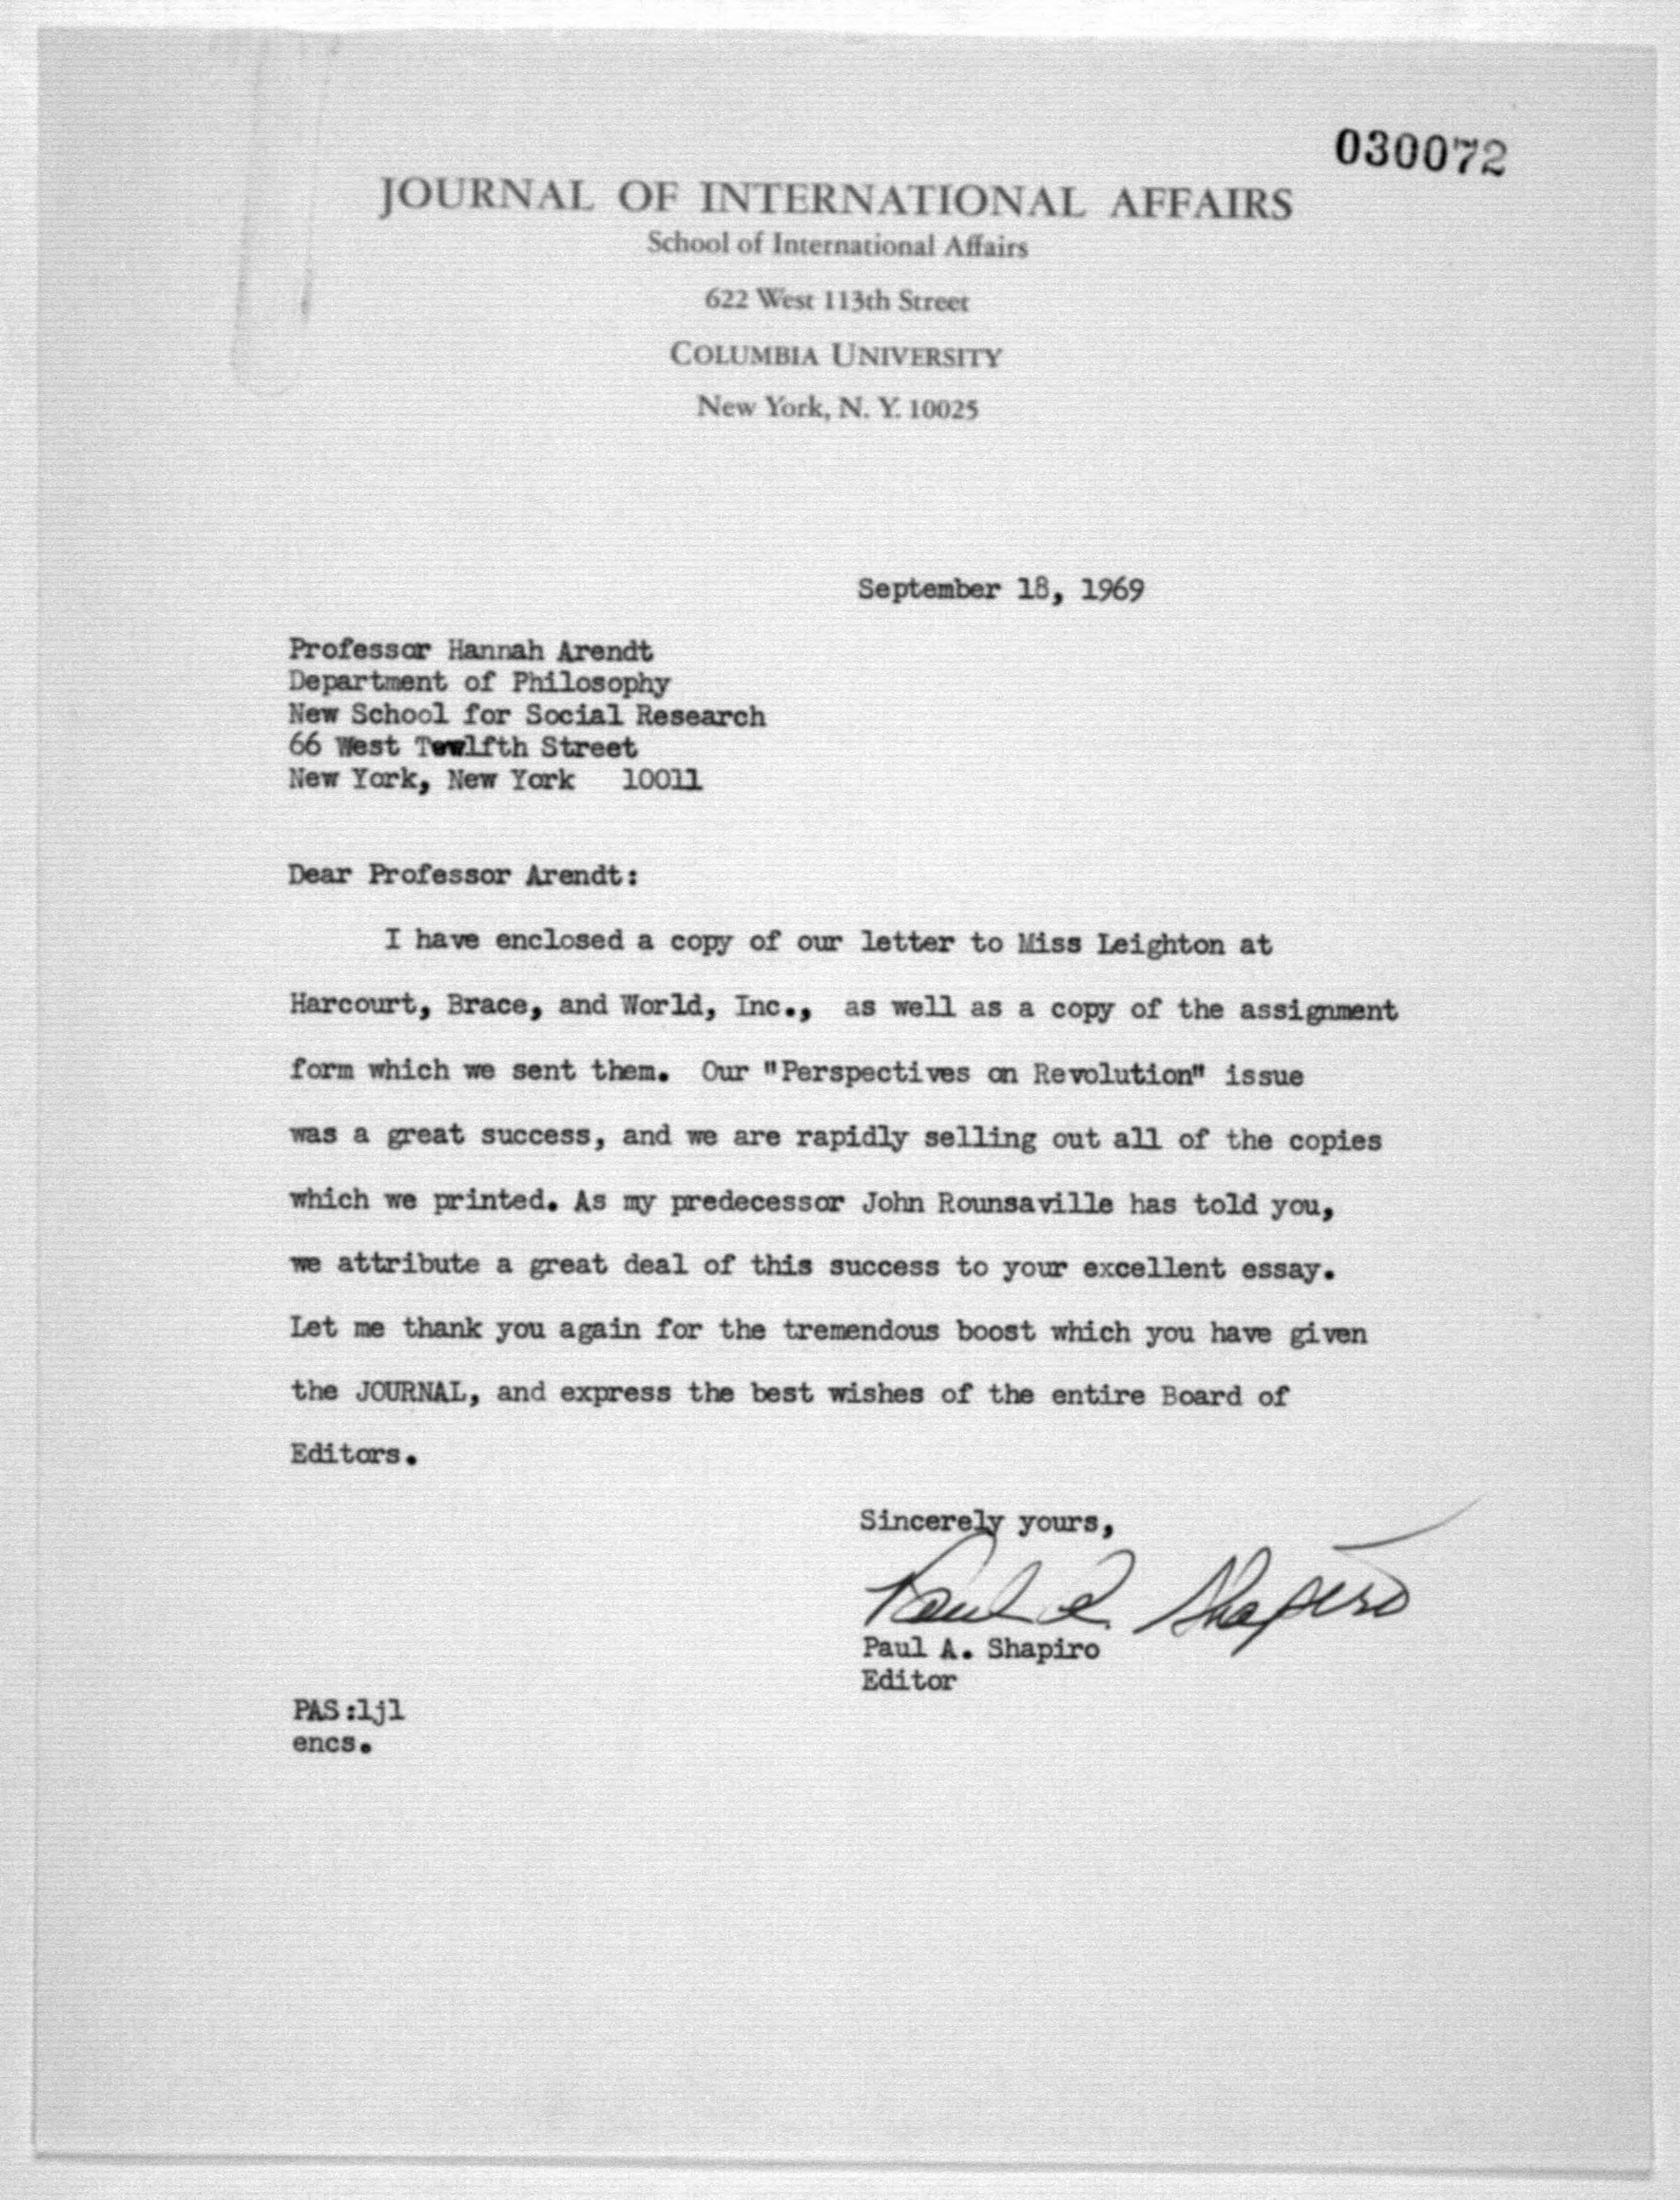 030072
JOURNAL OF INTERNATIONAL AFFAIRS
School of International Affairs
622 West 113th Street
COLUMBIA UNIVERSITY
New York, N. Y. 10025
September 18, 1969
Professor Hannah Arendt
Department of Philosophy
New School for Social Research
66 West Twelfth Street
New York, New York 10011
Dear Professor Arendt:
I have enclosed a copy of our letter to Miss Leighton at
Harcourt, Brace, and World, Inc., as well as a copy of the assignment
form which we sent them. Our "Perspectives on Revolution" issue
was a great success, and we are rapidly selling out all of the copies
which we printed. As my predecessor John Rounsaville has told you,
we attribute a great deal of this success to your excellent essay.
Let me thank you again for the tremendous boost which you have given
the JOURNAL, and express the best wishes of the entire Board of
Editors.
Sincerely yours,
Paul A. Shapiro
Paul A. Shapiro
Editor
PAS:ljl
encs.